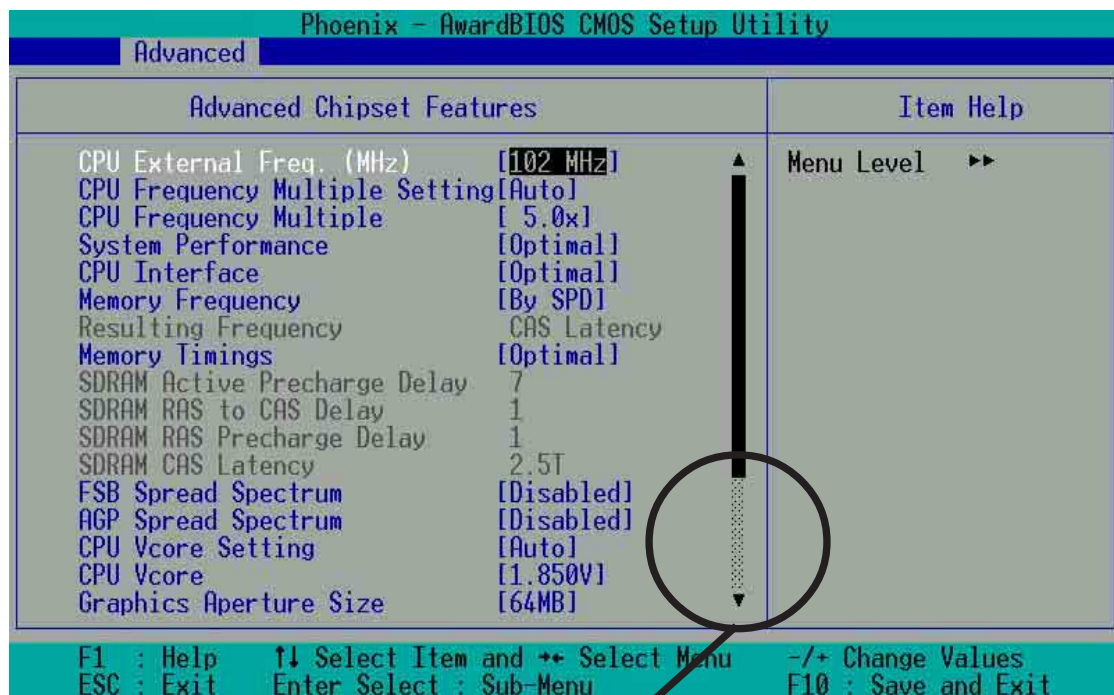 Phoenix - AwardBIOS CMOS Setup Utility
Advanced
Advanced Chipset Features
Item Help
CPU External Freq. (MHz) [102 MHz]
Menu Level ▸▸
CPU Frequency Multiple Setting[Auto]
CPU Frequency Multiple [ 5.0x]
System Performance [Optimal]
CPU Interface [Optimal]
Memory Frequency [By SPD]
Resulting Frequency CAS Latency
Memory Timings [Optimal]
SDRAM Active Precharge Delay 7
SDRAM RAS to CAS Delay 1
SDRAM RAS Precharge Delay 1
SDRAM CAS Latency 2.5T
FSB Spread Spectrum [Disabled]
AGP Spread Spectrum [Disabled]
CPU Vcore Setting [Auto]
CPU Vcore [1.850V]
Graphics Aperture Size [64MB]
F1 : Help ↑↓ Select Item and →← Select Menu -/+ Change Values
ESC : Exit Enter Select : Sub-Menu F10 : Save and Exit